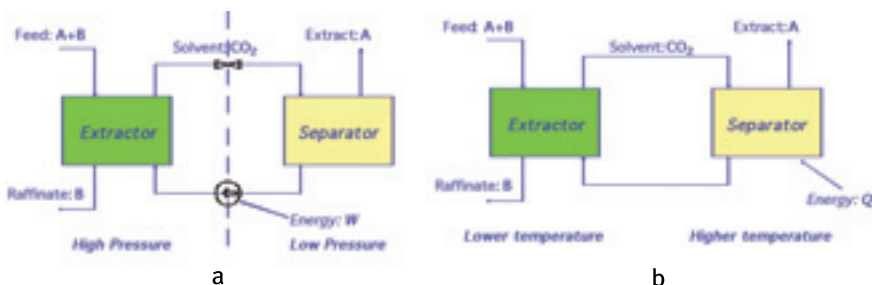 Feed: A+B
Solvent:CO₂
Extract:A
Extractor
Separator
Raffinate: B
Energy: W
High Pressure
Low Pressure
a
Feed: A+B
Solvent:CO₂
Extract:A
Extractor
Separator
Raffinate: B
Energy: Q
Lower temperature
Higher temperature
b